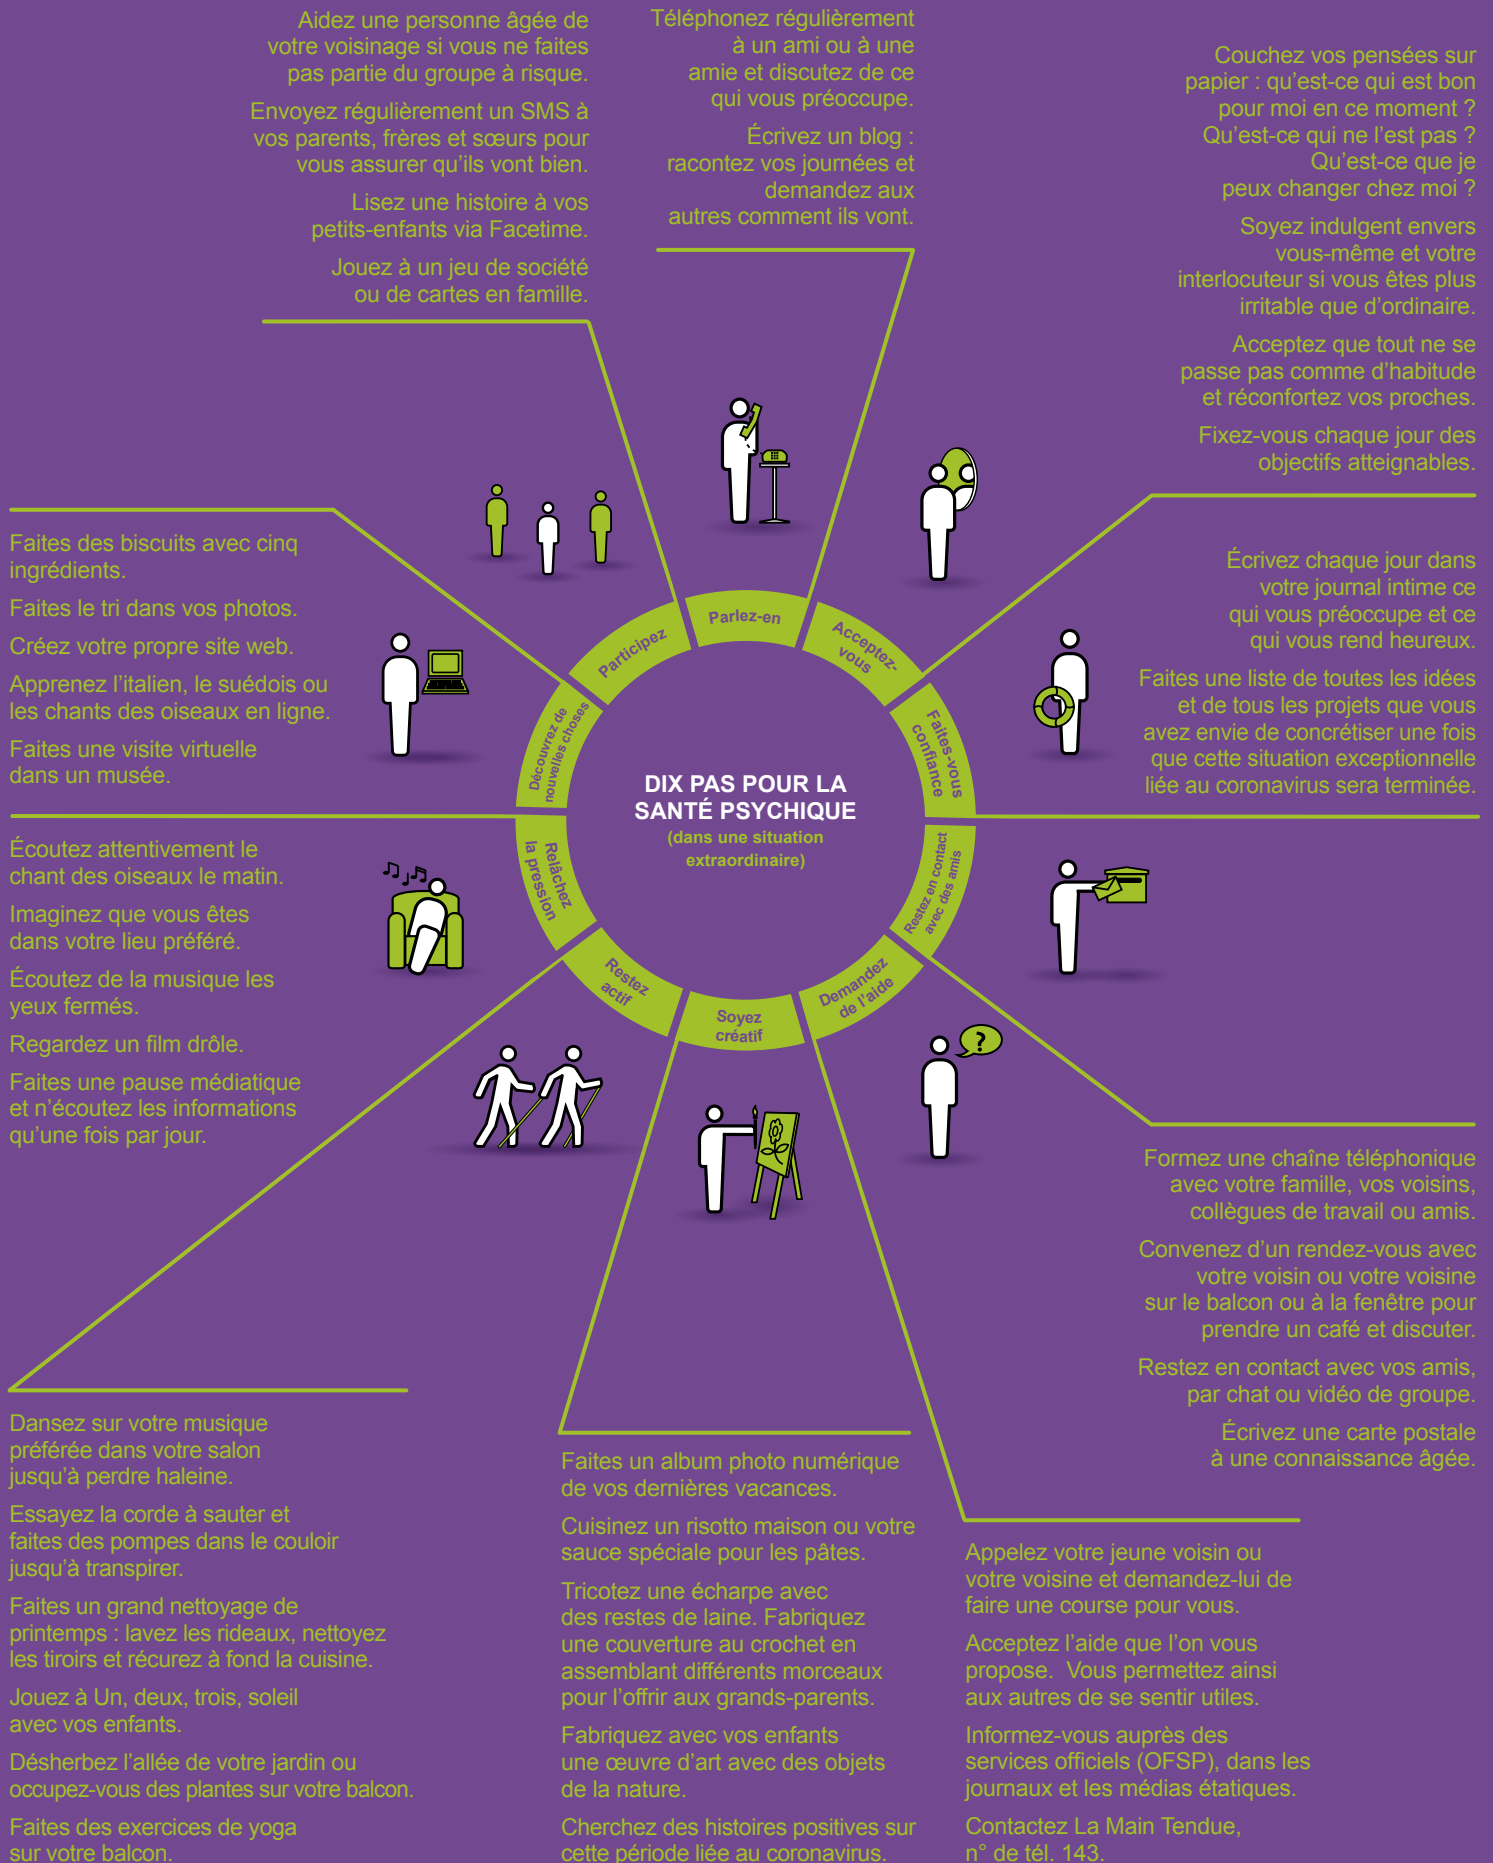 Aidez une personne âgée de
votre voisinage si vous ne faites
pas partie du groupe à risque.
Envoyez régulièrement un SMS à
vos parents, frères et sœurs pour
vous assurer qu’ils vont bien.
Lisez une histoire à vos
petits-enfants via Facetime.
Jouez à un jeu de société
ou de cartes en famille.
Téléphonez régulièrement
à un ami ou à une
amie et discutez de ce
qui vous préoccupe.
Écrivez un blog :
racontez vos journées et
demandez aux
autres comment ils vont.
Couchez vos pensées sur
papier : qu’est-ce qui est bon
pour moi en ce moment ?
Qu’est-ce qui ne l’est pas ?
Qu’est-ce que je
peux changer chez moi ?
Soyez indulgent envers
vous-même et votre
interlocuteur si vous êtes plus
irritable que d’ordinaire.
Acceptez que tout ne se
passe pas comme d’habitude
et réconfortez vos proches.
Fixez-vous chaque jour des
objectifs atteignables.
Faites des biscuits avec cinq
ingrédients.
Faites le tri dans vos photos.
Créez votre propre site web.
Apprenez l’italien, le suédois ou
les chants des oiseaux en ligne.
Faites une visite virtuelle
dans un musée.
Écrivez chaque jour dans
votre journal intime ce
qui vous préoccupe et ce
qui vous rend heureux.
Faites une liste de toutes les idées
et de tous les projets que vous
avez envie de concrétiser une fois
que cette situation exceptionnelle
liée au coronavirus sera terminée.
Participez
Parlez-en
Acceptez-
vous
Faites-vous
confiance
Restez en contact
avec des amis
Demandez
de l’aide
Soyez
créatif
Restez
actif
Relâchez
la pression
Découvrez de
nouvelles choses
DIX PAS POUR LA
SANTÉ PSYCHIQUE
(dans une situation
extraordinaire)
Écoutez attentivement le
chant des oiseaux le matin.
Imaginez que vous êtes
dans votre lieu préféré.
Écoutez de la musique les
yeux fermés.
Regardez un film drôle.
Faites une pause médiatique
et n’écoutez les informations
qu’une fois par jour.
?
Formez une chaîne téléphonique
avec votre famille, vos voisins,
collègues de travail ou amis.
Convenez d’un rendez-vous avec
votre voisin ou votre voisine
sur le balcon ou à la fenêtre pour
prendre un café et discuter.
Restez en contact avec vos amis,
par chat ou vidéo de groupe.
Écrivez une carte postale
à une connaissance âgée.
Dansez sur votre musique
préférée dans votre salon
jusqu’à perdre haleine.
Essayez la corde à sauter et
faites des pompes dans le couloir
jusqu’à transpirer.
Faites un grand nettoyage de
printemps : lavez les rideaux, nettoyez
les tiroirs et récurez à fond la cuisine.
Jouez à Un, deux, trois, soleil
avec vos enfants.
Désherbez l’allée de votre jardin ou
occupez-vous des plantes sur votre balcon.
Faites des exercices de yoga
sur votre balcon.
Faites un album photo numérique
de vos dernières vacances.
Cuisinez un risotto maison ou votre
sauce spéciale pour les pâtes.
Tricotez une écharpe avec
des restes de laine. Fabriquez
une couverture au crochet en
assemblant différents morceaux
pour l’offrir aux grands-parents.
Fabriquez avec vos enfants
une œuvre d’art avec des objets
de la nature.
Cherchez des histoires positives sur
cette période liée au coronavirus.
Appelez votre jeune voisin ou
votre voisine et demandez-lui de
faire une course pour vous.
Acceptez l’aide que l’on vous
propose. Vous permettez ainsi
aux autres de se sentir utiles.
Informez-vous auprès des
services officiels (OFSP), dans les
journaux et les médias étatiques.
Contactez La Main Tendue,
n° de tél. 143.